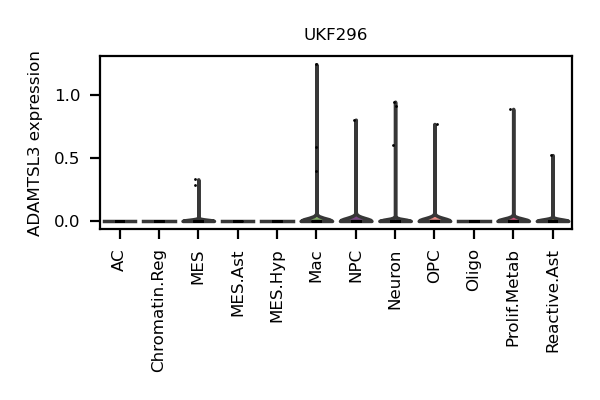 UKF296
ADAMTSL3 expression
1.0
0.5
0.0
AC
Chromatin.Reg
MES
MES.Ast
MES.Hyp
Mac
NPC
Neuron
OPC
Oligo
Prolif.Metab
Reactive.Ast